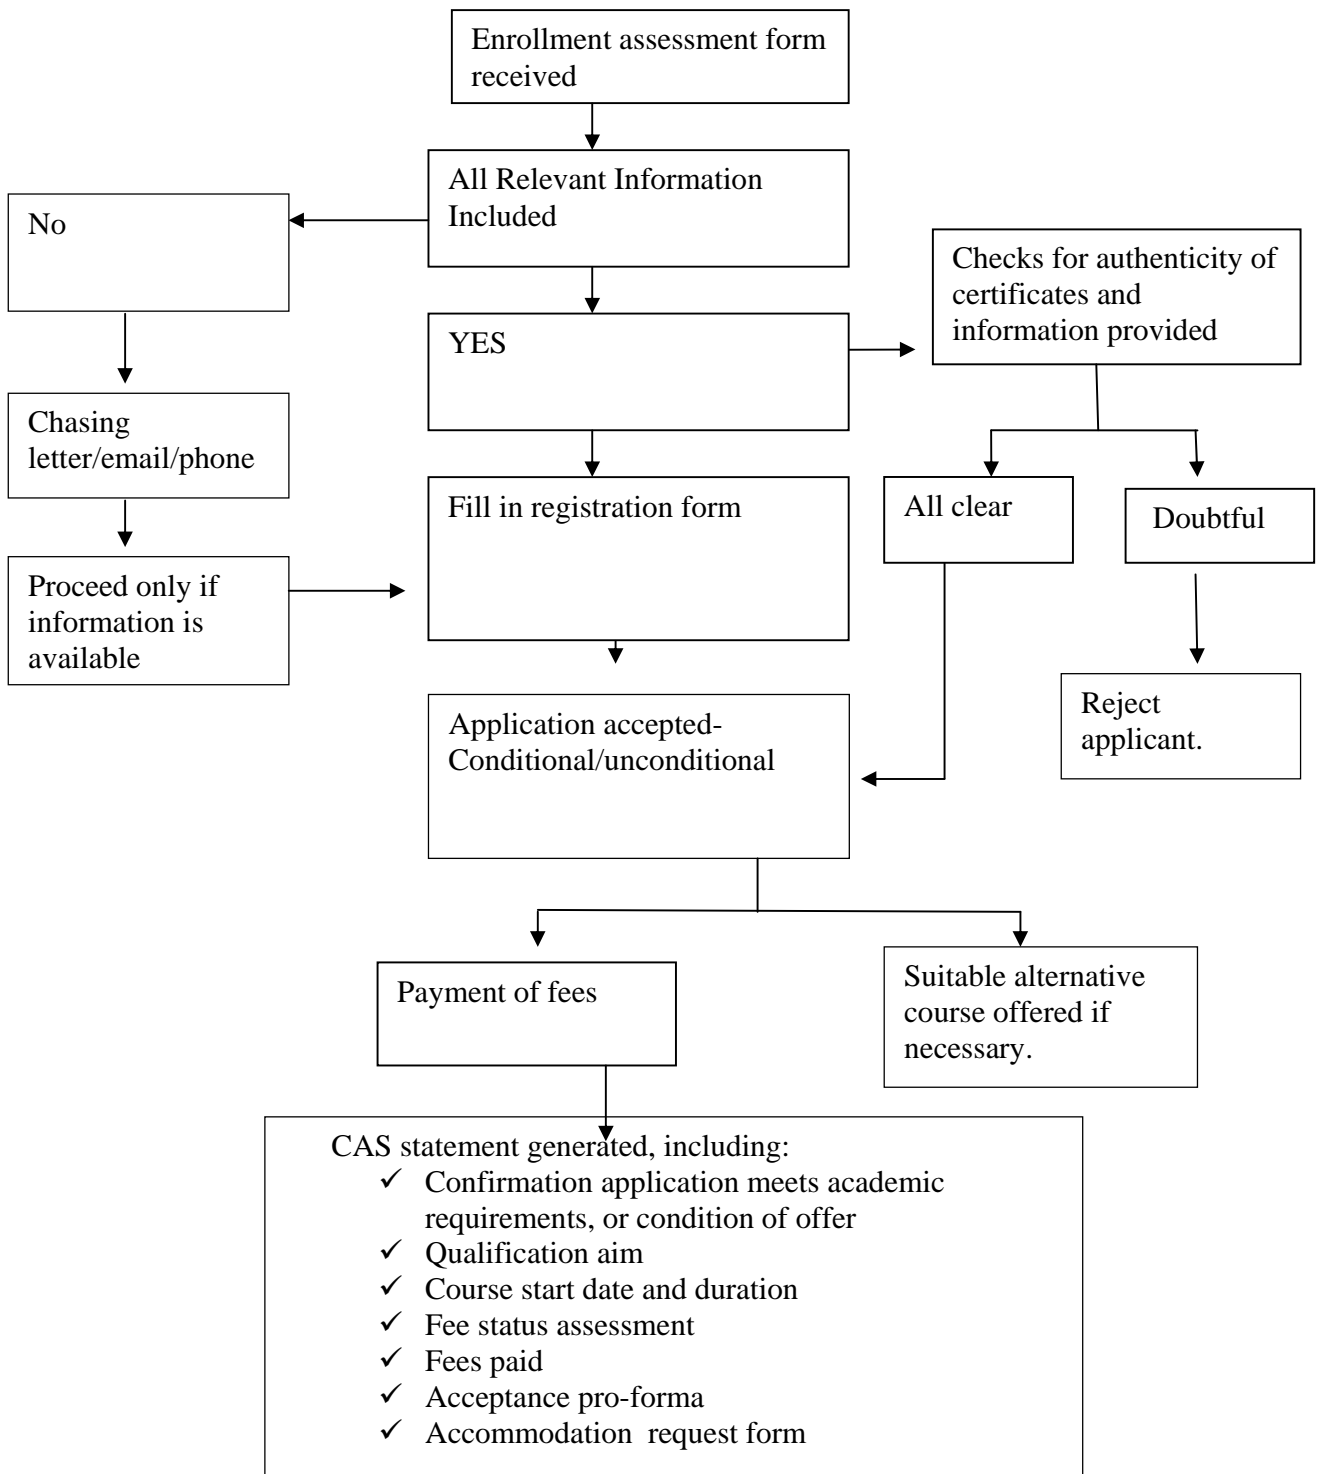 Enrollment assessment form
received
All Relevant Information
Included
No
Checks for authenticity of
certificates and
information provided
YES
Chasing
letter/email/phone
Fill in registration form
All clear
Doubtful
Proceed only if
information is
available
Reject
applicant.
Application accepted-
Conditional/unconditional
Payment of fees
Suitable alternative
course offered if
necessary.
CAS statement generated, including:
✓ Confirmation application meets academic
requirements, or condition of offer
✓ Qualification aim
✓ Course start date and duration
✓ Fee status assessment
✓ Fees paid
✓ Acceptance pro-forma
✓ Accommodation  request form